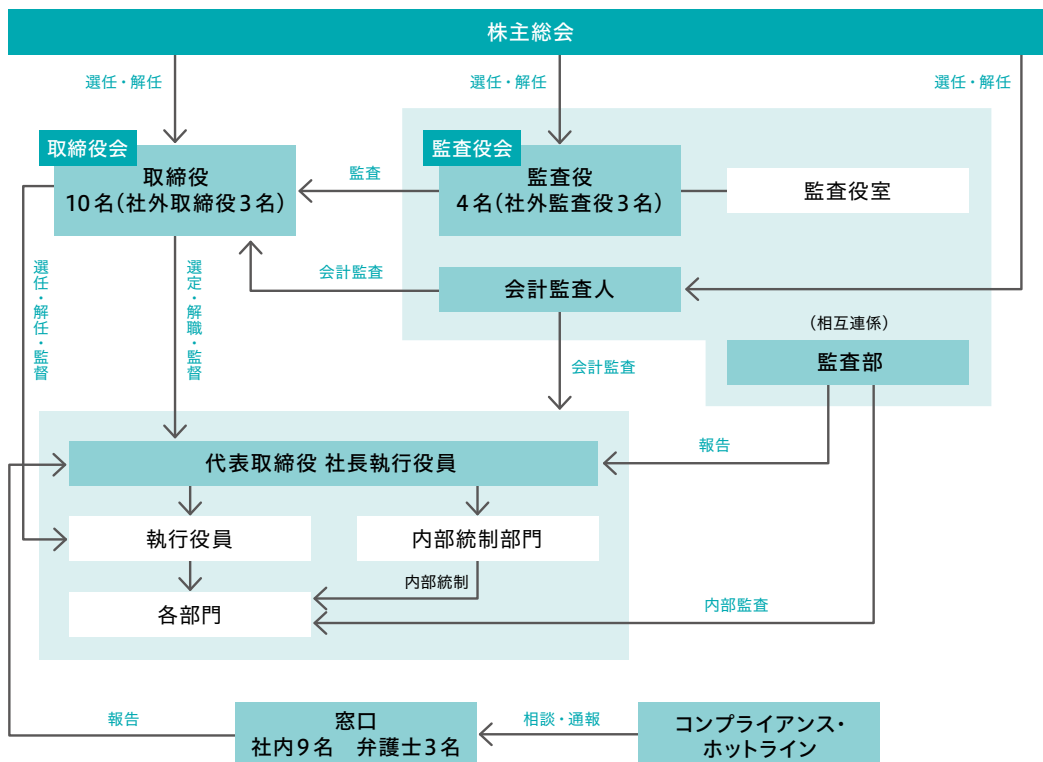 株主総会
選任・解任
選任・解任
選任・解任
取締役会
取締役
10名(社外取締役3名)
監査
監査役会
監査役
4名(社外監査役3名)
監査役室
会計監査
会計監査人
選任・解任・監督
選定・解職・監督
(相互連係)
監査部
会計監査
報告
代表取締役 社長執行役員
執行役員
内部統制部門
内部統制
各部門
内部監査
報告
窓口
社内9名 弁護士3名
相談・通報
コンプライアンス・
ホットライン